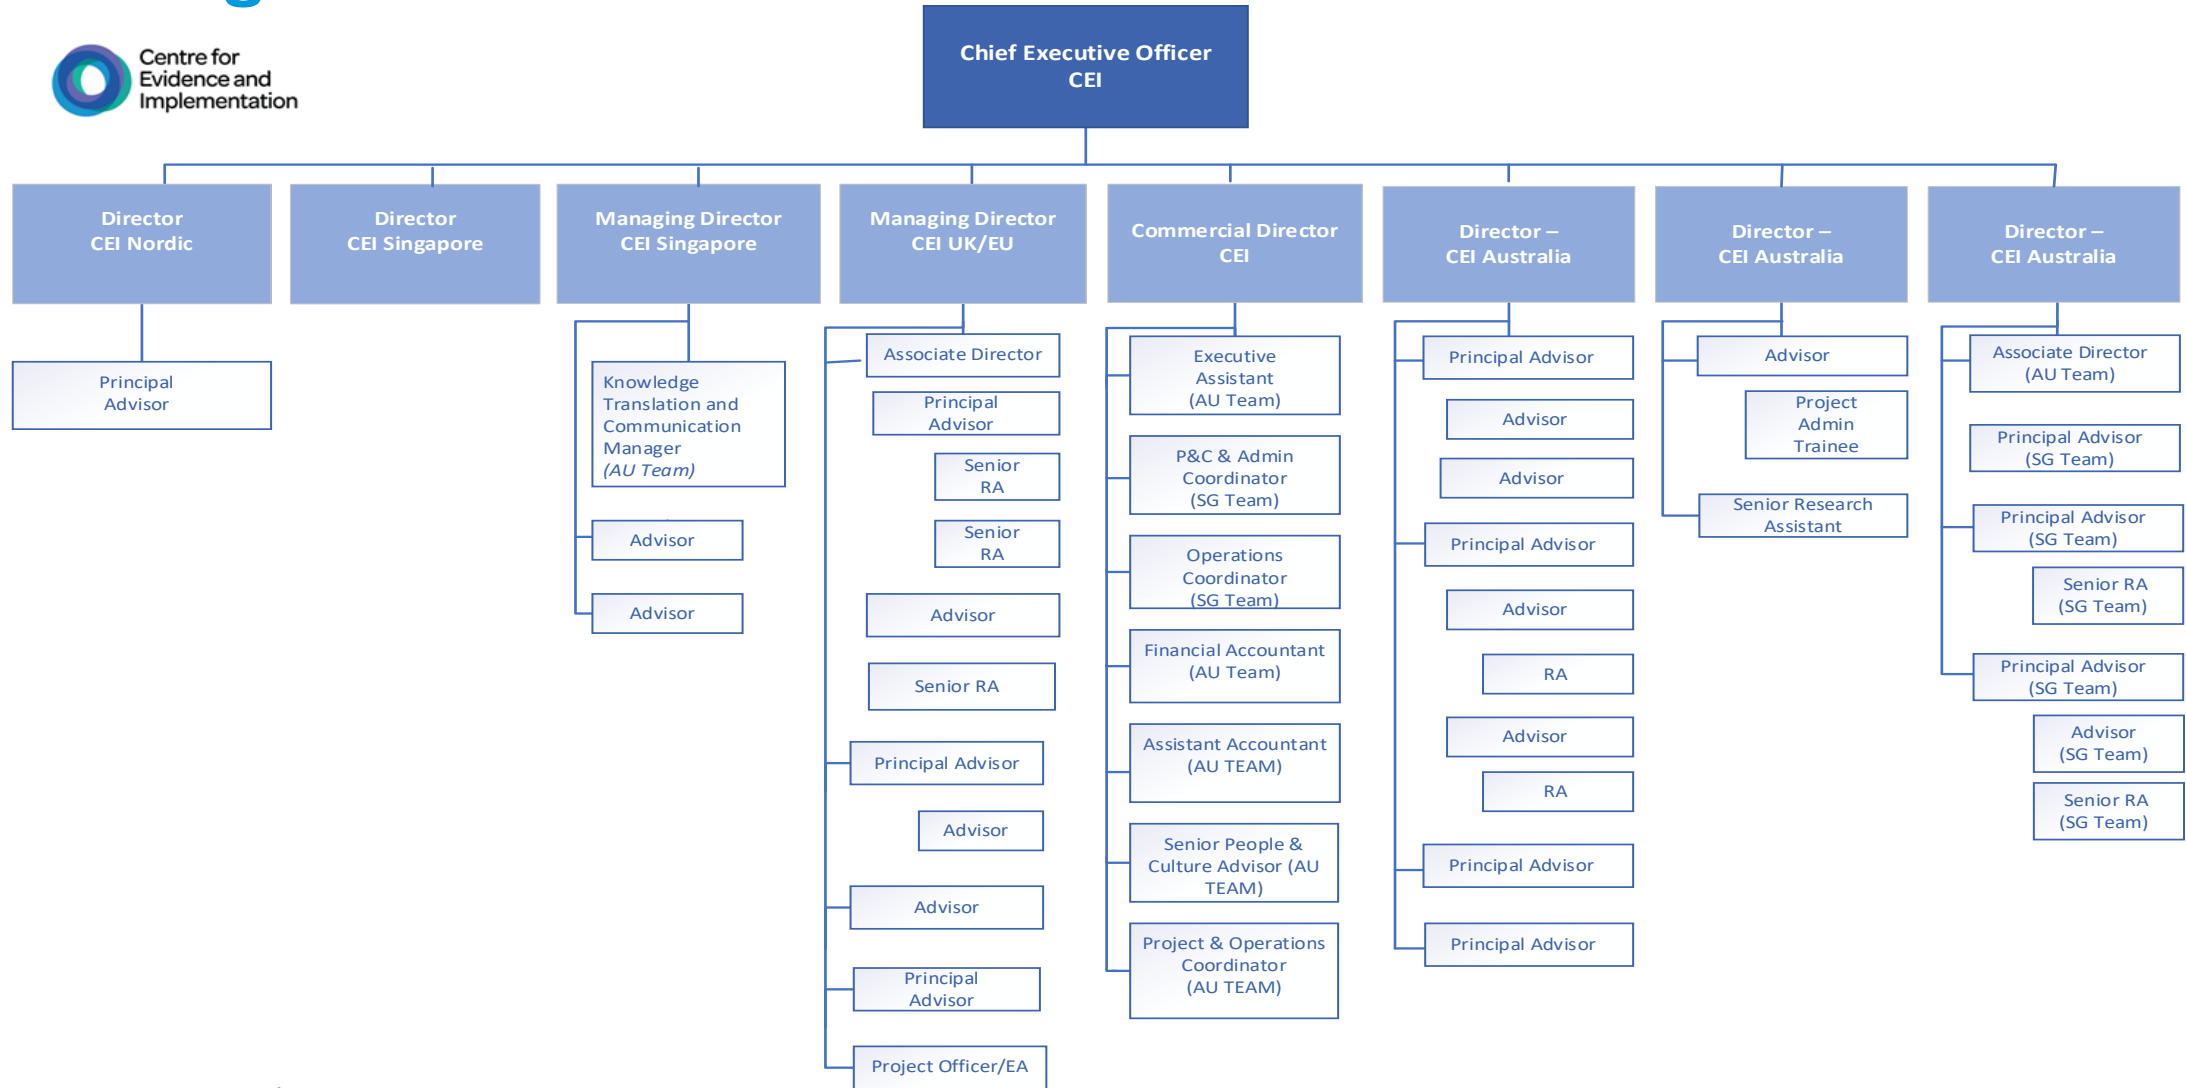 Centre for
Evidence and
Implementation
Chief Executive Officer
CEI
Director
CEI Nordic
Director
CEI Singapore
Managing Director
CEI Singapore
Managing Director
CEI UK/EU
Commercial Director
CEI
Director –
CEI Australia
Director –
CEI Australia
Director –
CEI Australia
Principal
Advisor
Knowledge
Translation and
Communication
Manager
(AU Team)
Advisor
Advisor
Associate Director
Principal
Advisor
Senior
RA
Senior
RA
Advisor
Senior RA
Principal Advisor
Advisor
Advisor
Principal
Advisor
Project Officer/EA
Executive
Assistant
(AU Team)
P&C & Admin
Coordinator
(SG Team)
Operations
Coordinator
(SG Team)
Financial Accountant
(AU Team)
Assistant Accountant
(AU TEAM)
Senior People &
Culture Advisor (AU
TEAM)
Project & Operations
Coordinator
(AU TEAM)
Principal Advisor
Advisor
Advisor
Principal Advisor
Advisor
RA
Advisor
RA
Principal Advisor
Principal Advisor
Advisor
Project
Admin
Trainee
Senior Research
Assistant
Associate Director
(AU Team)
Principal Advisor
(SG Team)
Principal Advisor
(SG Team)
Senior RA
(SG Team)
Principal Advisor
(SG Team)
Advisor
(SG Team)
Senior RA
(SG Team)